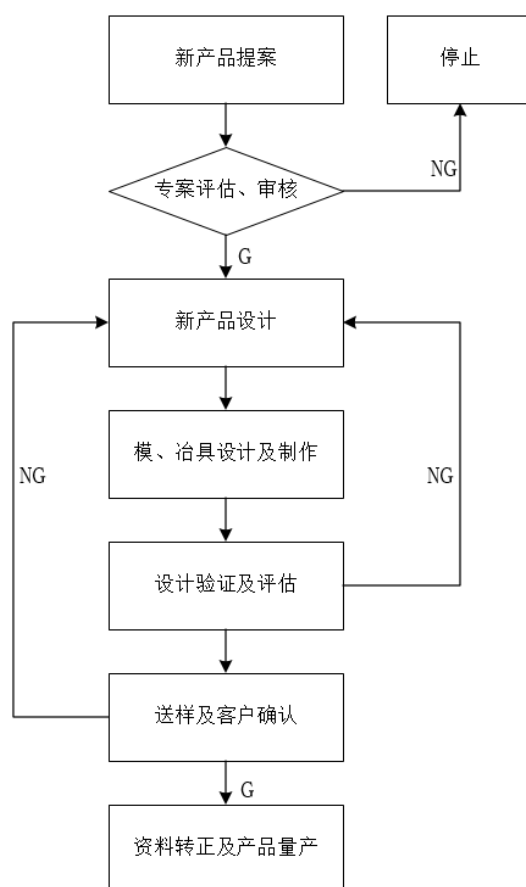 新产品提案
停止
专案评估、审核
NG
G
新产品设计
模、冶具设计及制作
NG
NG
设计验证及评估
送样及客户确认
G
资料转正及产品量产